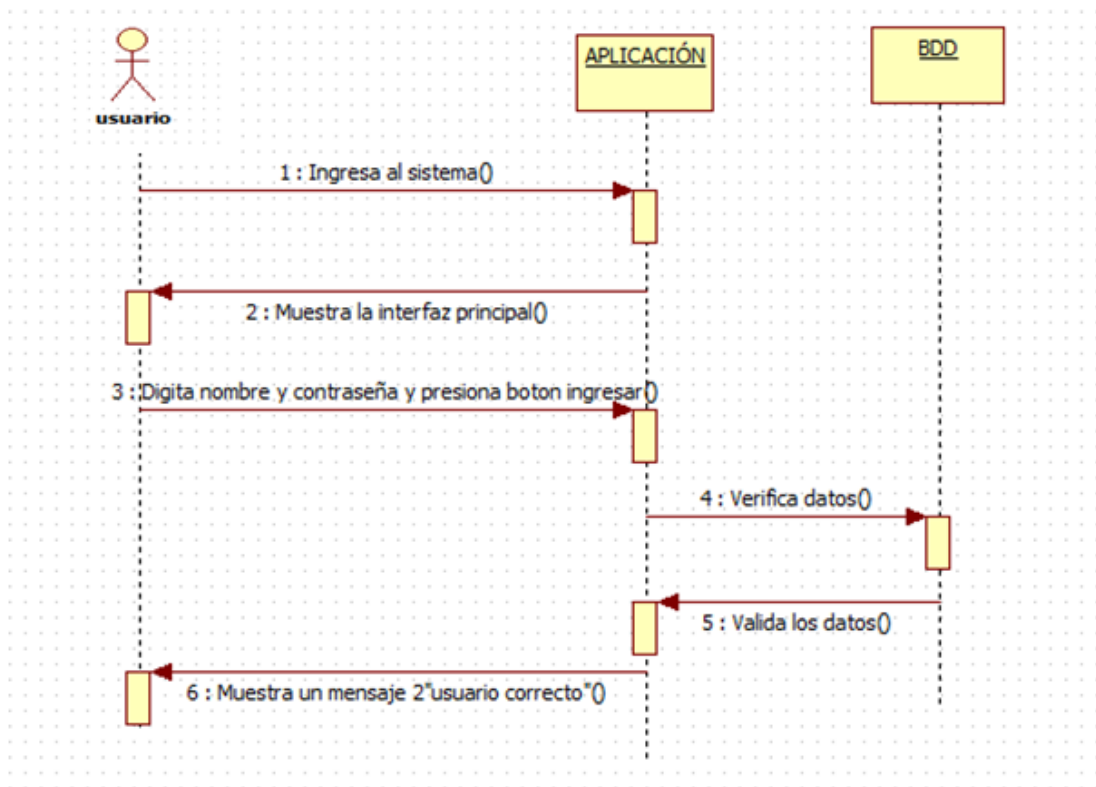 usuario
APLICACIÓN
BDD
1 : Ingresa al sistema()
2 : Muestra la interfaz principal()
3 : Digita nombre y contraseña y presiona boton ingresar()
4 : Verifica datos()
5 : Valida los datos()
6 : Muestra un mensaje 2"usuario correcto"()